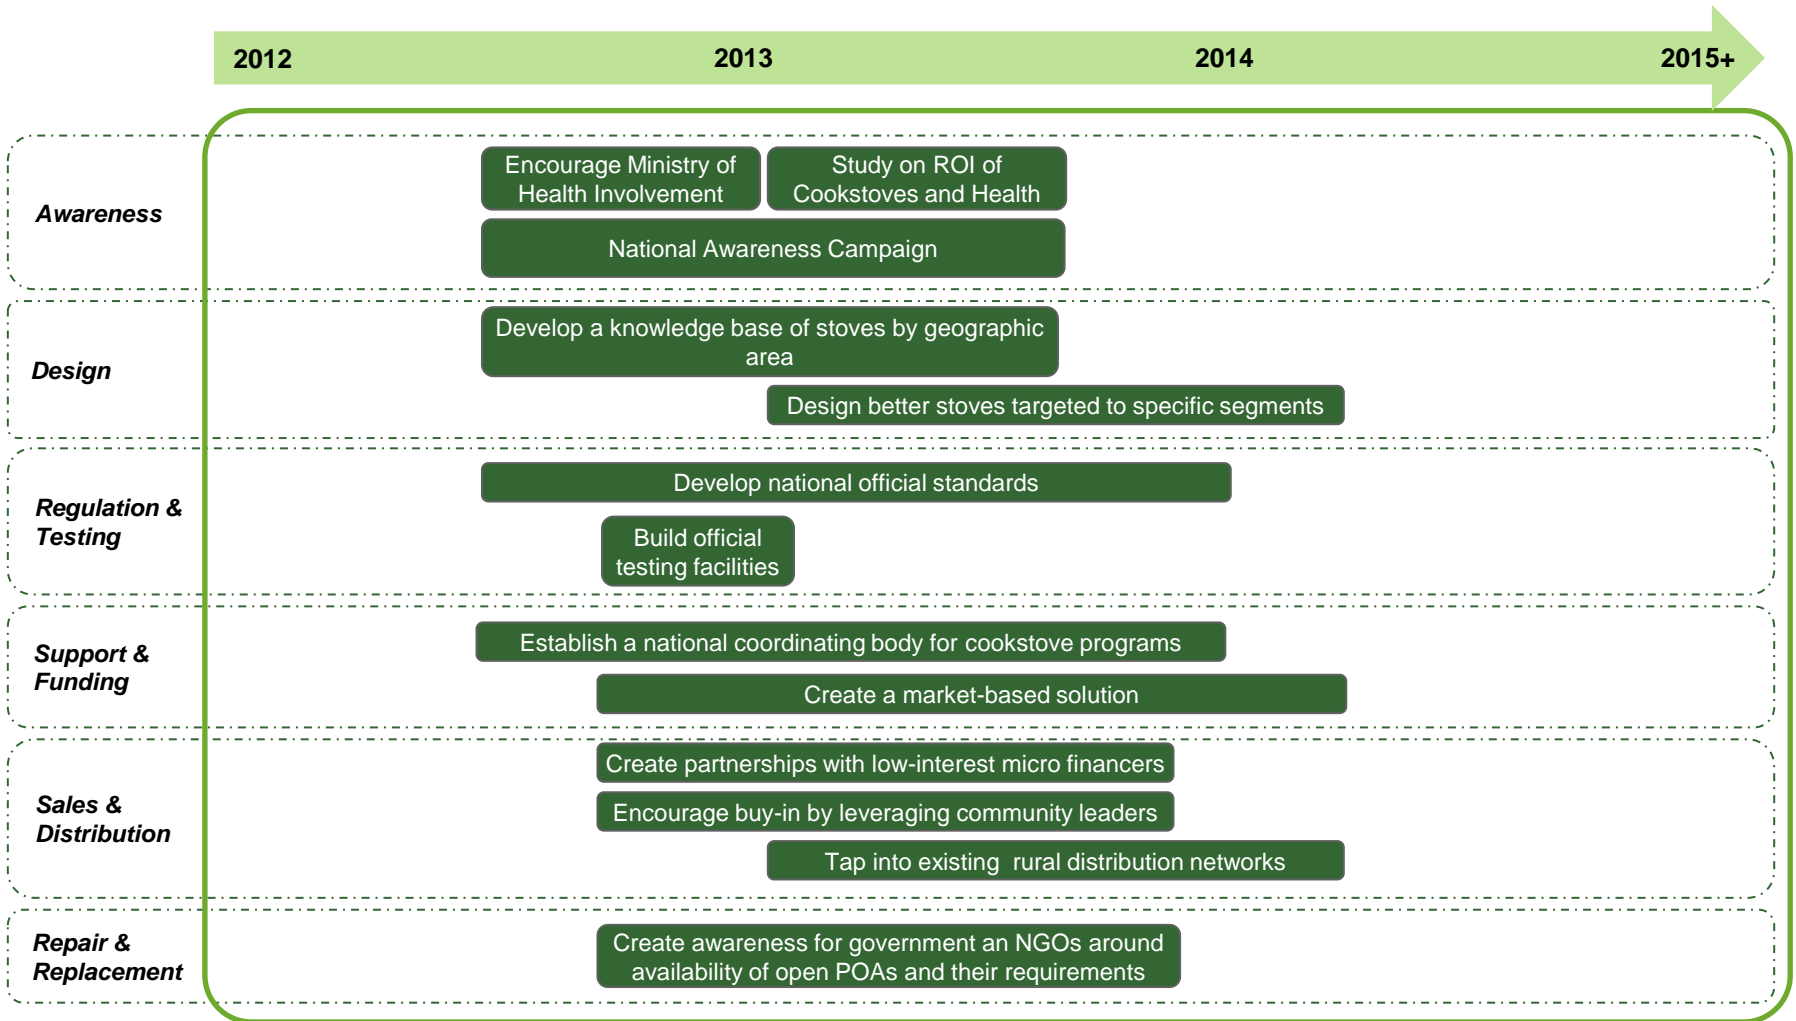 2012 2013 2014 2015+
Awareness
Encourage Ministry of
Health Involvement
Study on ROI of
Cookstoves and Health
National Awareness Campaign
Design
Develop a knowledge base of stoves by geographic
area
Design better stoves targeted to specific segments
Regulation &
Testing
Develop national official standards
Build official
testing facilities
Support &
Funding
Establish a national coordinating body for cookstove programs
Create a market-based solution
Sales &
Distribution
Create partnerships with low-interest micro financers
Encourage buy-in by leveraging community leaders
Tap into existing  rural distribution networks
Repair &
Replacement
Create awareness for government an NGOs around
availability of open POAs and their requirements